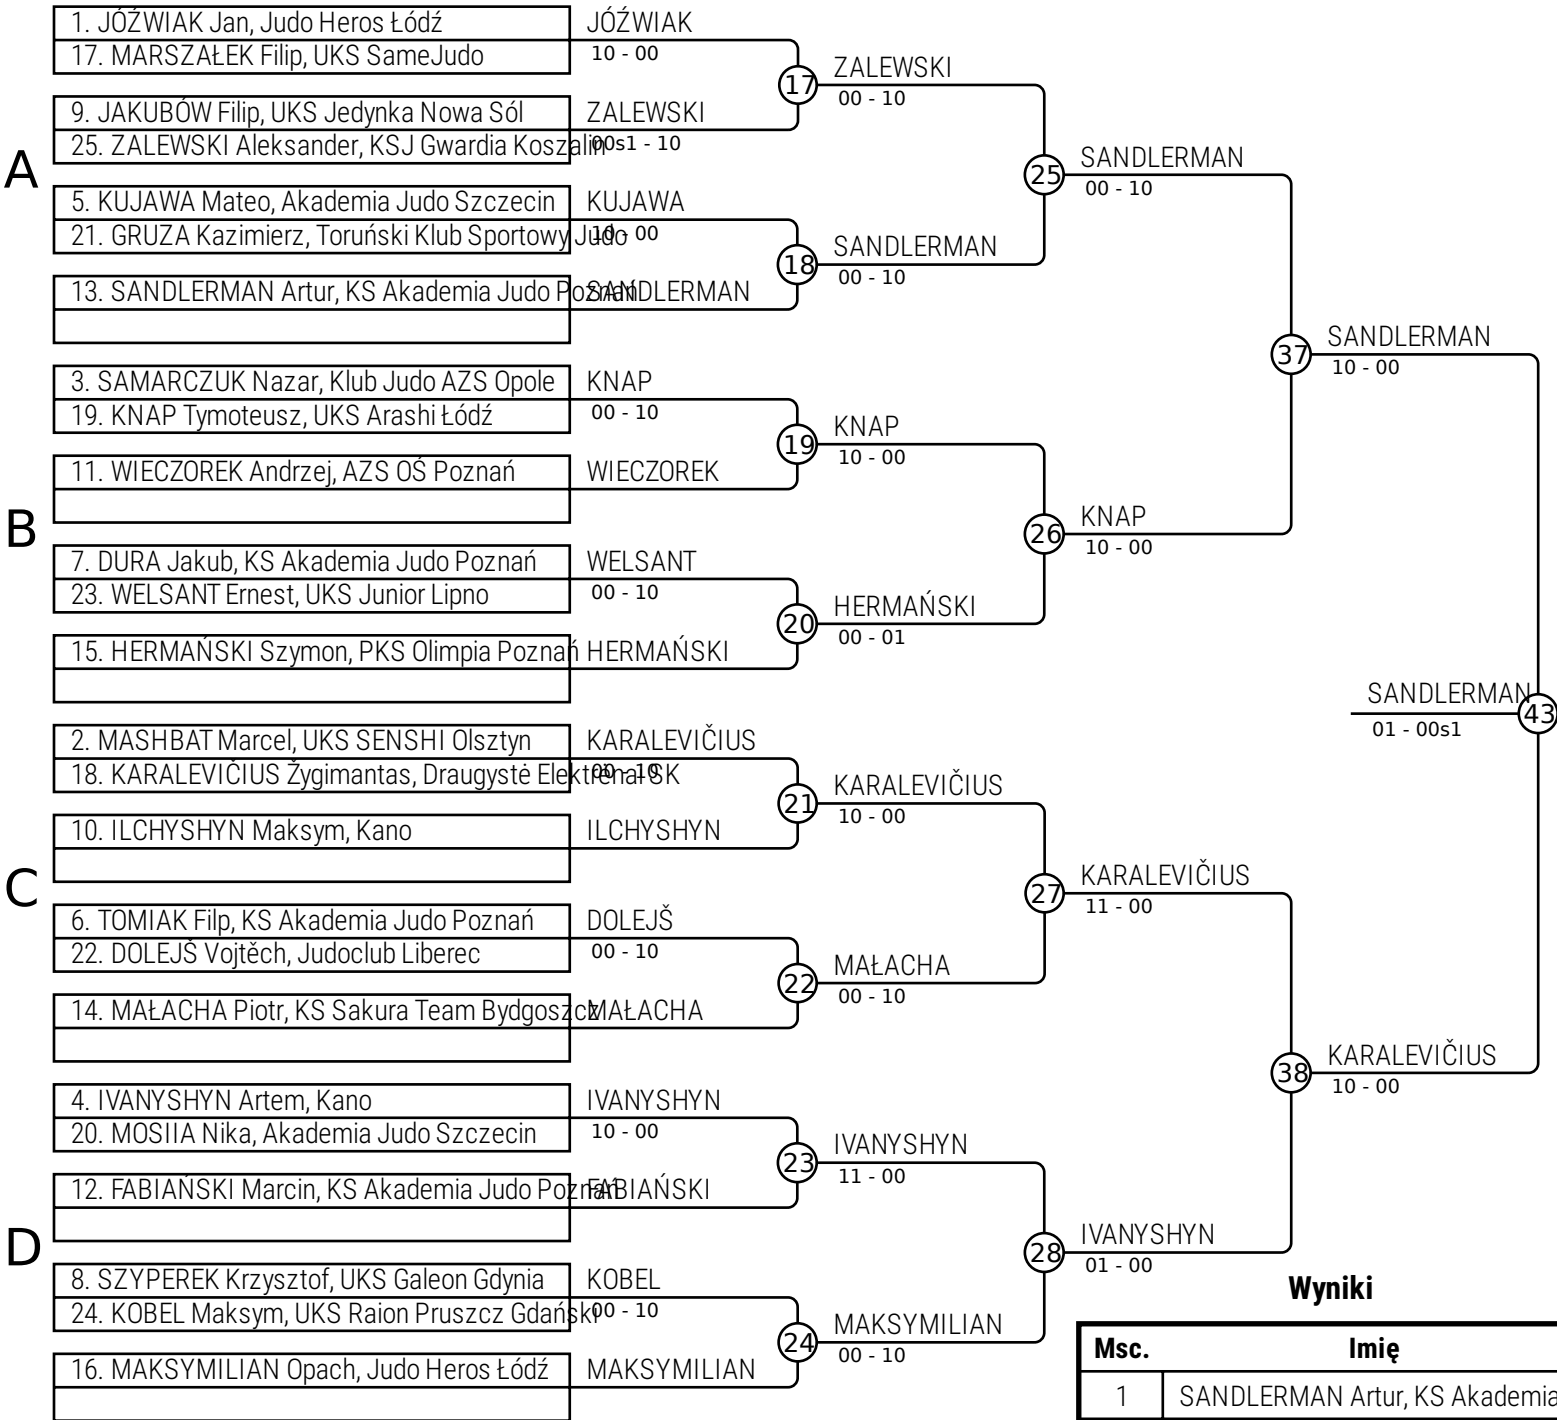 A
B
C
D
1. JÓŹWIAK Jan, Judo Heros Łódź
17. MARSZAŁEK Filip, UKS SameJudo
9. JAKUBÓW Filip, UKS Jedynka Nowa Sól
25. ZALEWSKI Aleksander, KSJ Gwardia Koszalin
5. KUJAWA Mateo, Akademia Judo Szczecin
21. GRUZA Kazimierz, Toruński Klub Sportowy Judo
13. SANDLERMAN Artur, KS Akademia Judo Poznań
3. SAMARCZUK Nazar, Klub Judo AZS Opole
19. KNAP Tymoteusz, UKS Arashi Łódź
11. WIECZOREK Andrzej, AZS OŚ Poznań
7. DURA Jakub, KS Akademia Judo Poznań
23. WELSANT Ernest, UKS Junior Lipno
15. HERMAŃSKI Szymon, PKS Olimpia Poznań
2. MASHBAT Marcel, UKS SENSHI Olsztyn
18. KARALEVIČIUS Žygimantas, Draugystė Elektrėnai SK
10. ILCHYSHYN Maksym, Kano
6. TOMIAK Filp, KS Akademia Judo Poznań
22. DOLEJŠ Vojtěch, Judoclub Liberec
14. MAŁACHA Piotr, KS Sakura Team Bydgoszcz
4. IVANYSHYN Artem, Kano
20. MOSIIA Nika, Akademia Judo Szczecin
12. FABIAŃSKI Marcin, KS Akademia Judo Poznań
8. SZYPEREK Krzysztof, UKS Galeon Gdynia
24. KOBEL Maksym, UKS Raion Pruszcz Gdański
16. MAKSYMILIAN Opach, Judo Heros Łódź
JÓŹWIAK
10 - 00
ZALEWSKI
00s1 - 10
KUJAWA
10 - 00
SANDLERMAN
KNAP
00 - 10
WIECZOREK
WELSANT
00 - 10
HERMAŃSKI
KARALEVIČIUS
00 - 10
ILCHYSHYN
DOLEJŠ
00 - 10
MAŁACHA
IVANYSHYN
10 - 00
FABIAŃSKI
KOBEL
00 - 10
MAKSYMILIAN
17
ZALEWSKI
00 - 10
18
SANDLERMAN
00 - 10
19
KNAP
10 - 00
20
HERMAŃSKI
00 - 01
21
KARALEVIČIUS
10 - 00
22
MAŁACHA
00 - 10
23
IVANYSHYN
11 - 00
24
MAKSYMILIAN
00 - 10
25
SANDLERMAN
00 - 10
26
KNAP
10 - 00
27
KARALEVIČIUS
11 - 00
28
IVANYSHYN
01 - 00
37
SANDLERMAN
10 - 00
38
KARALEVIČIUS
10 - 00
SANDLERMAN
43
01 - 00s1
Wyniki
Msc. Imię
1 SANDLERMAN Artur, KS Akademia